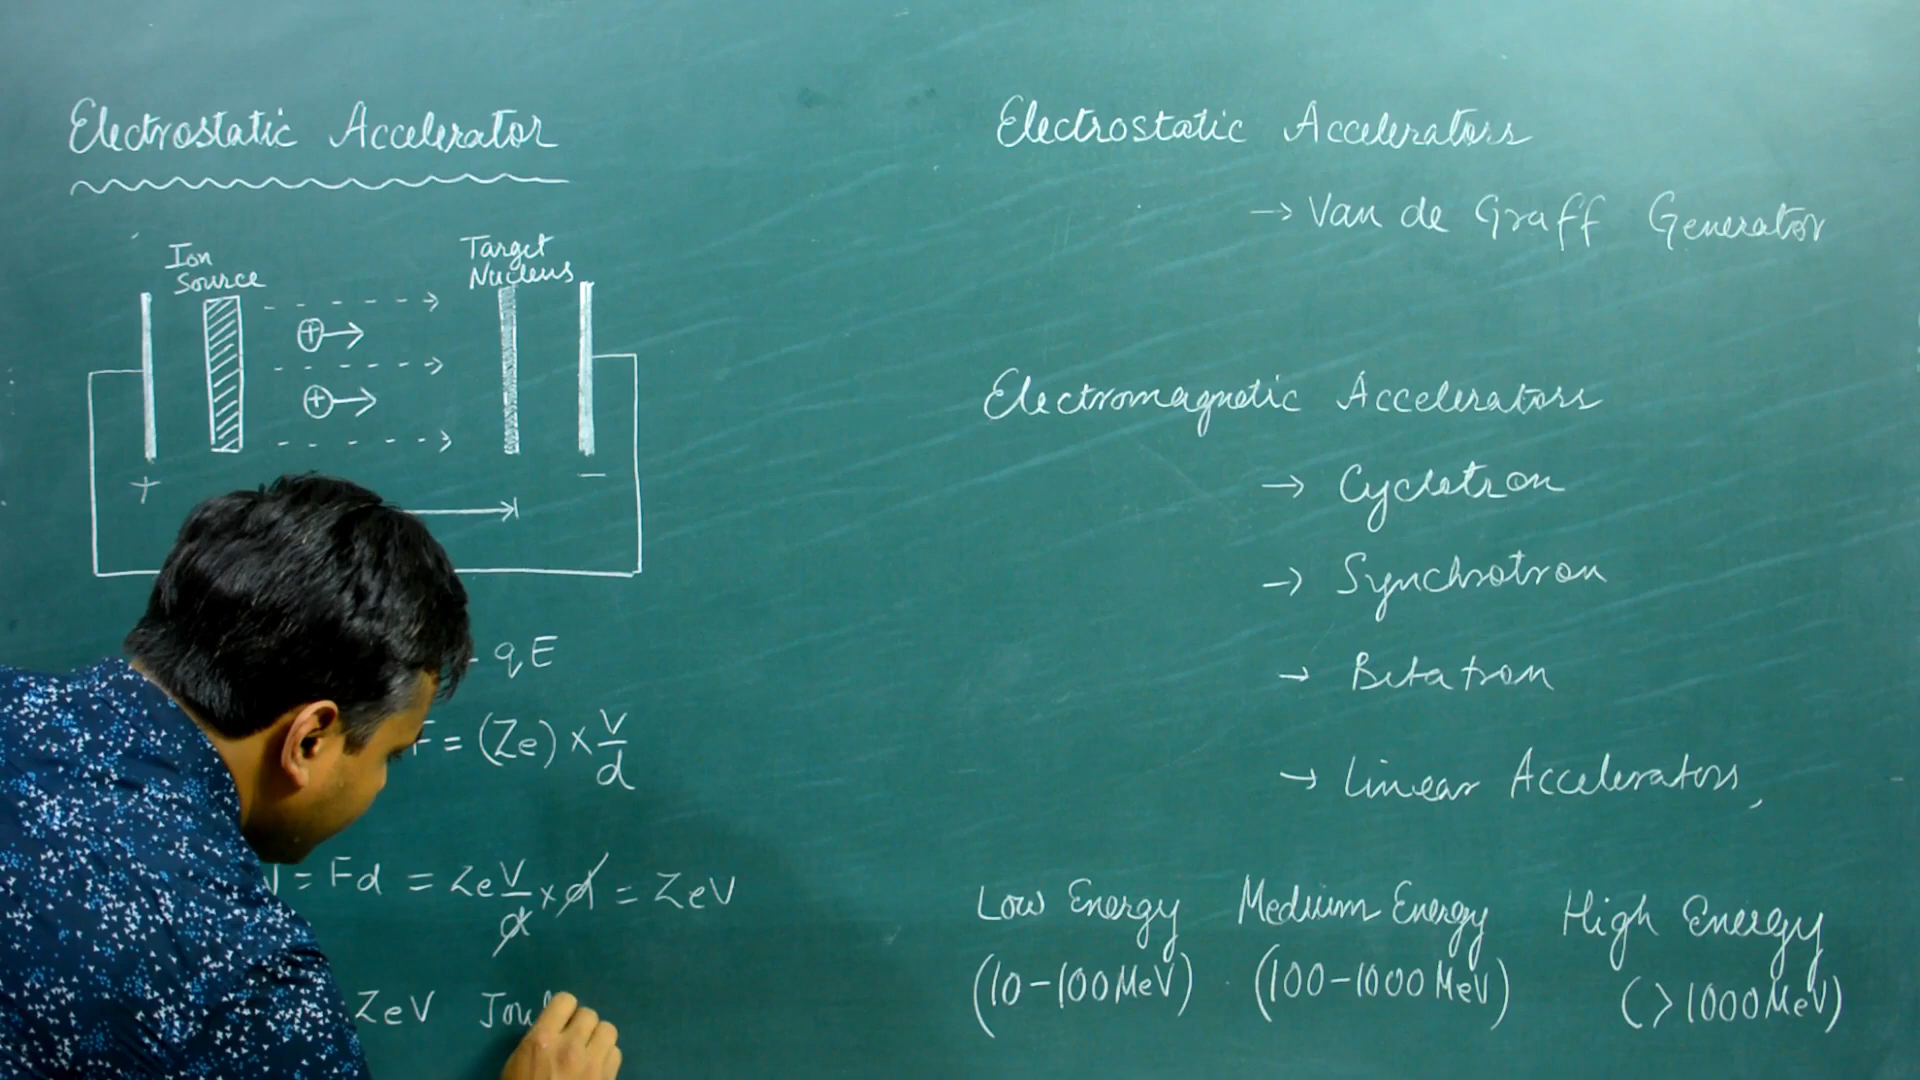 Electrostatic Accelerator
Ion
Source
Target
Nucleus
+
+
+
−
qE
F = (Ze) × V/d
= Fd = ZeV/d × d = ZeV
ZeV
Electrostatic Accelerators
→ Van de Graff Generator
Electromagnetic Accelerators
→ Cyclotron
→ Synchrotron
→ Betatron
→ Linear Accelerators,
Low Energy Medium Energy High Energy
(10-100 MeV) (100-1000 MeV) (>1000 MeV)